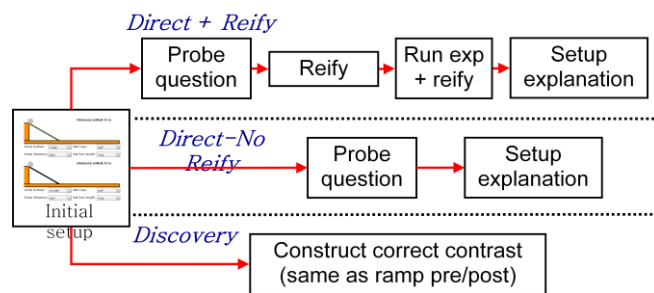 Direct + Reify
Probe
question
Reify
Run exp
+ reify
Setup
explanation
Initial
setup
Direct-No
Reify
Probe
question
Setup
explanation
Discovery
Construct correct contrast
(same as ramp pre/post)